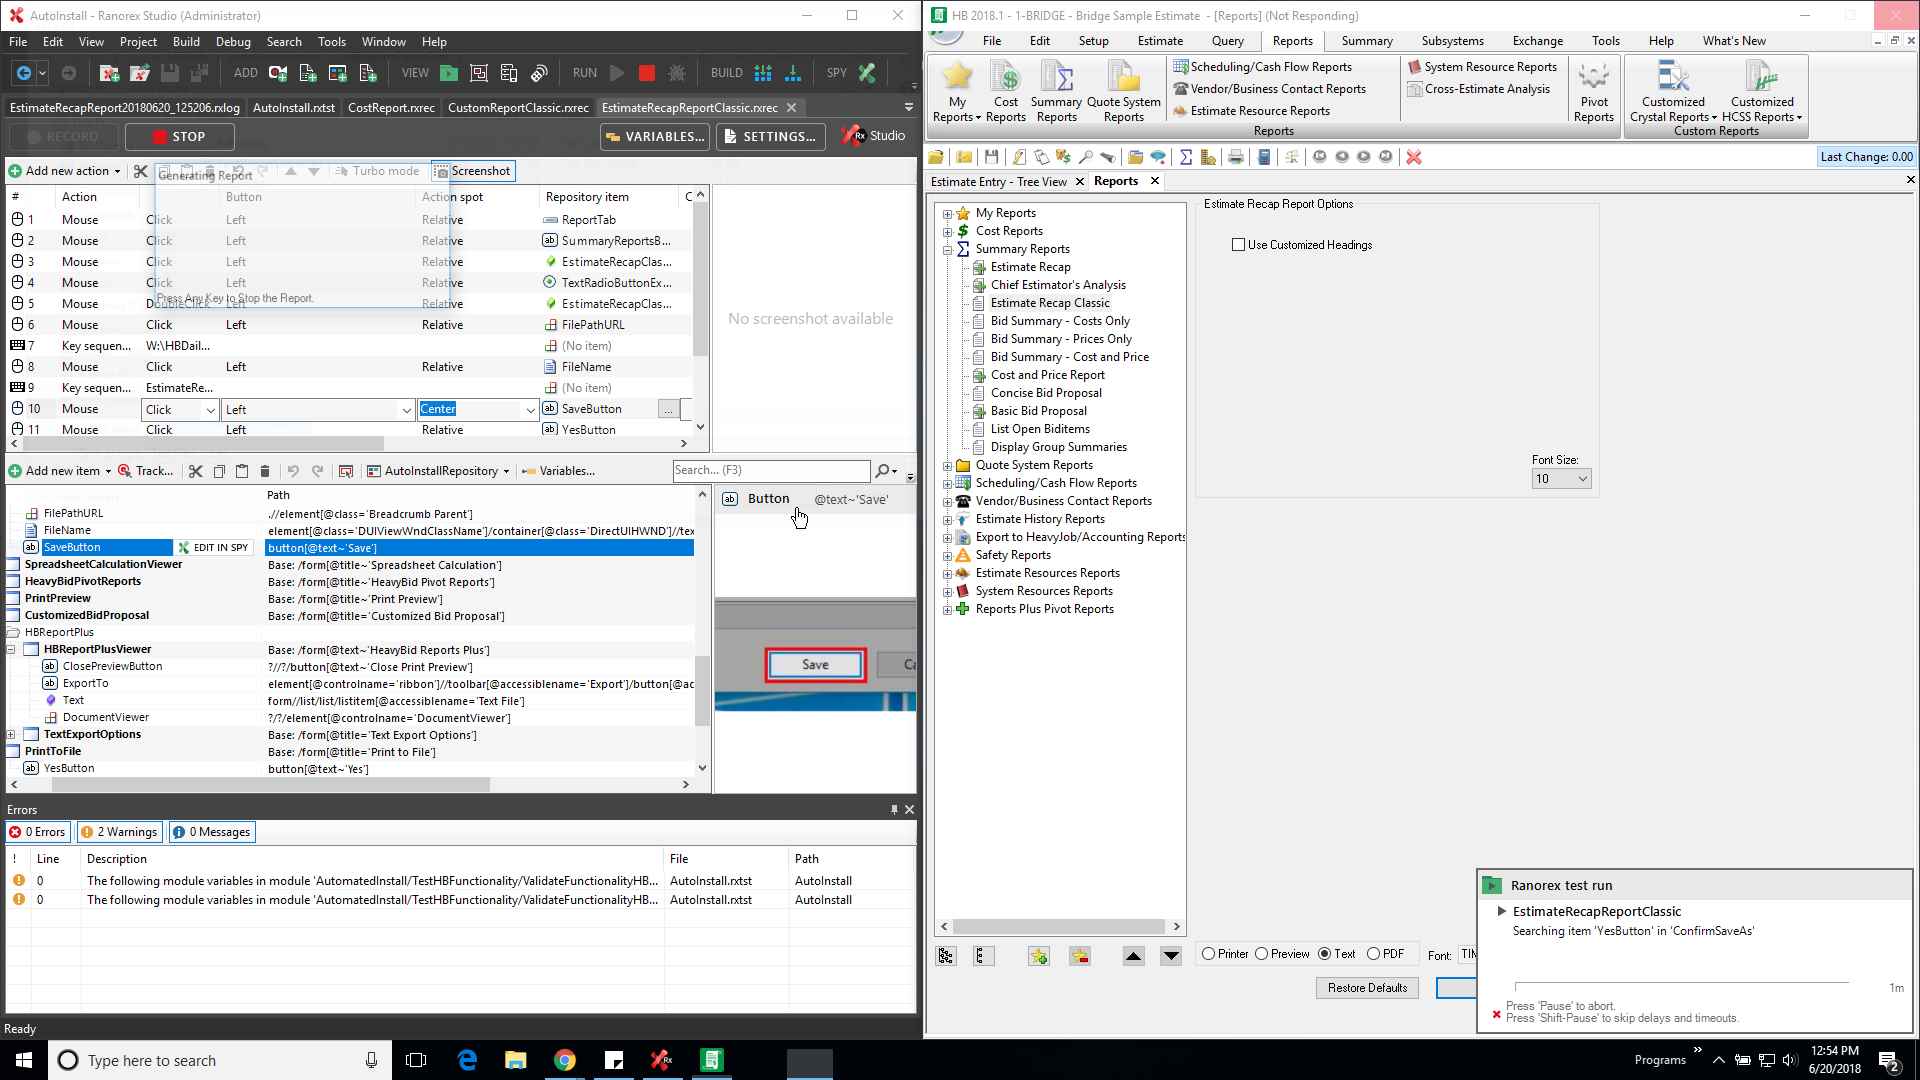 AutoInstall - Ranorex Studio (Administrator)
File Edit View Project Build Debug Search Tools Window Help
ADD VIEW RUN BUILD SPY
EstimateRecapReport20180620_125206.rxlog AutoInstall.rxtst CostReport.rxrec CustomReportClassic.rxrec EstimateRecapReportClassic.rxrec
RECORD STOP VARIABLES... SETTINGS... Rx Studio
Add new action Turbo mode Screenshot
Generating Report
# Action Button Action spot Repository item C
1 Mouse Click Left Relative ReportTab
2 Mouse Click Left Relative SummaryReportsB...
3 Mouse Click Left Relative EstimateRecapClas...
4 Mouse Click Left Relative TextRadioButtonEx...
Press Any Key to Stop the Report.
5 Mouse DoubleClick Left Relative EstimateRecapClas...
6 Mouse Click Left Relative FilePathURL
7 Key sequen... W:\HBDail... (No item)
8 Mouse Click Left Relative FileName
9 Key sequen... EstimateRe... (No item)
10 Mouse Click Left Center SaveButton ...
11 Mouse Click Left Relative YesButton
No screenshot available
Add new item Track... AutoInstallRepository Variables... Search... (F3)
Path
FilePathURL .//element[@class='Breadcrumb Parent']
FileName element[@class='DUIViewWndClassName']/container[@class='DirectUIHWND']//tex
SaveButton EDIT IN SPY button[@text~'Save']
SpreadsheetCalculationViewer Base: /form[@title~'Spreadsheet Calculation']
HeavyBidPivotReports Base: /form[@title~'HeavyBid Pivot Reports']
PrintPreview Base: /form[@title~'Print Preview']
CustomizedBidProposal Base: /form[@title~'Customized Bid Proposal']
HBReportPlus
HBReportPlusViewer Base: /form[@text~'HeavyBid Reports Plus']
ClosePreviewButton ?//?/button[@text~'Close Print Preview']
ExportTo element[@controlname='ribbon']//toolbar[@accessiblename='Export']/button[@ac
Text form//list/list/listitem[@accessiblename='Text File']
DocumentViewer ?/?/element[@controlname='DocumentViewer']
TextExportOptions Base: /form[@title='Text Export Options']
PrintToFile Base: /form[@title='Print to File']
YesButton button[@text~'Yes']
Button @text~'Save'
Save Ca
Errors
0 Errors 2 Warnings 0 Messages
! Line Description File Path
0 The following module variables in module 'AutomatedInstall/TestHBFunctionality/ValidateFunctionalityHB... AutoInstall.rxtst AutoInstall
0 The following module variables in module 'AutomatedInstall/TestHBFunctionality/ValidateFunctionalityHB... AutoInstall.rxtst AutoInstall
Ready
HB 2018.1 - 1-BRIDGE - Bridge Sample Estimate - [Reports] (Not Responding)
File Edit Setup Estimate Query Reports Summary Subsystems Exchange Tools Help What's New
My Reports Cost Reports Summary Reports Quote System Reports
Scheduling/Cash Flow Reports
Vendor/Business Contact Reports
Estimate Resource Reports
System Resource Reports
Cross-Estimate Analysis
Pivot Reports
Customized Crystal Reports Customized HCSS Reports
Reports Custom Reports
Last Change: 0.00
Estimate Entry - Tree View Reports
My Reports
Cost Reports
Summary Reports
Estimate Recap
Chief Estimator's Analysis
Estimate Recap Classic
Bid Summary - Costs Only
Bid Summary - Prices Only
Bid Summary - Cost and Price
Cost and Price Report
Concise Bid Proposal
Basic Bid Proposal
List Open Biditems
Display Group Summaries
Quote System Reports
Scheduling/Cash Flow Reports
Vendor/Business Contact Reports
Estimate History Reports
Export to HeavyJob/Accounting Reports
Safety Reports
Estimate Resources Reports
System Resources Reports
Reports Plus Pivot Reports
Estimate Recap Report Options
Use Customized Headings
Font Size:
10
Printer Preview Text PDF Font: TIM
Restore Defaults
Ranorex test run
EstimateRecapReportClassic
Searching item 'YesButton' in 'ConfirmSaveAs'
1m
Press 'Pause' to abort.
Press 'Shift-Pause' to skip delays and timeouts.
Type here to search
Programs
12:54 PM
6/20/2018
2